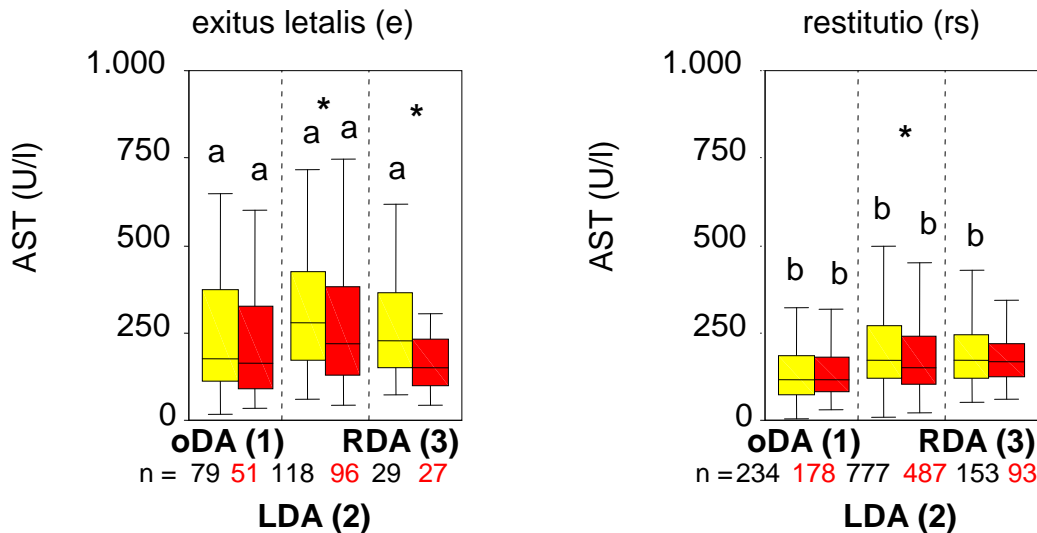 exitus letalis (e)
1.000
750
500
250
0
AST (U/l)
a
a
*
a
a
a
*
oDA (1)
RDA (3)
n = 79 51 118 96 29 27
LDA (2)
restitutio (rs)
1.000
750
500
250
0
AST (U/l)
b
b
*
b
b
b
oDA (1)
RDA (3)
n = 234 178 777 487 153 93
LDA (2)